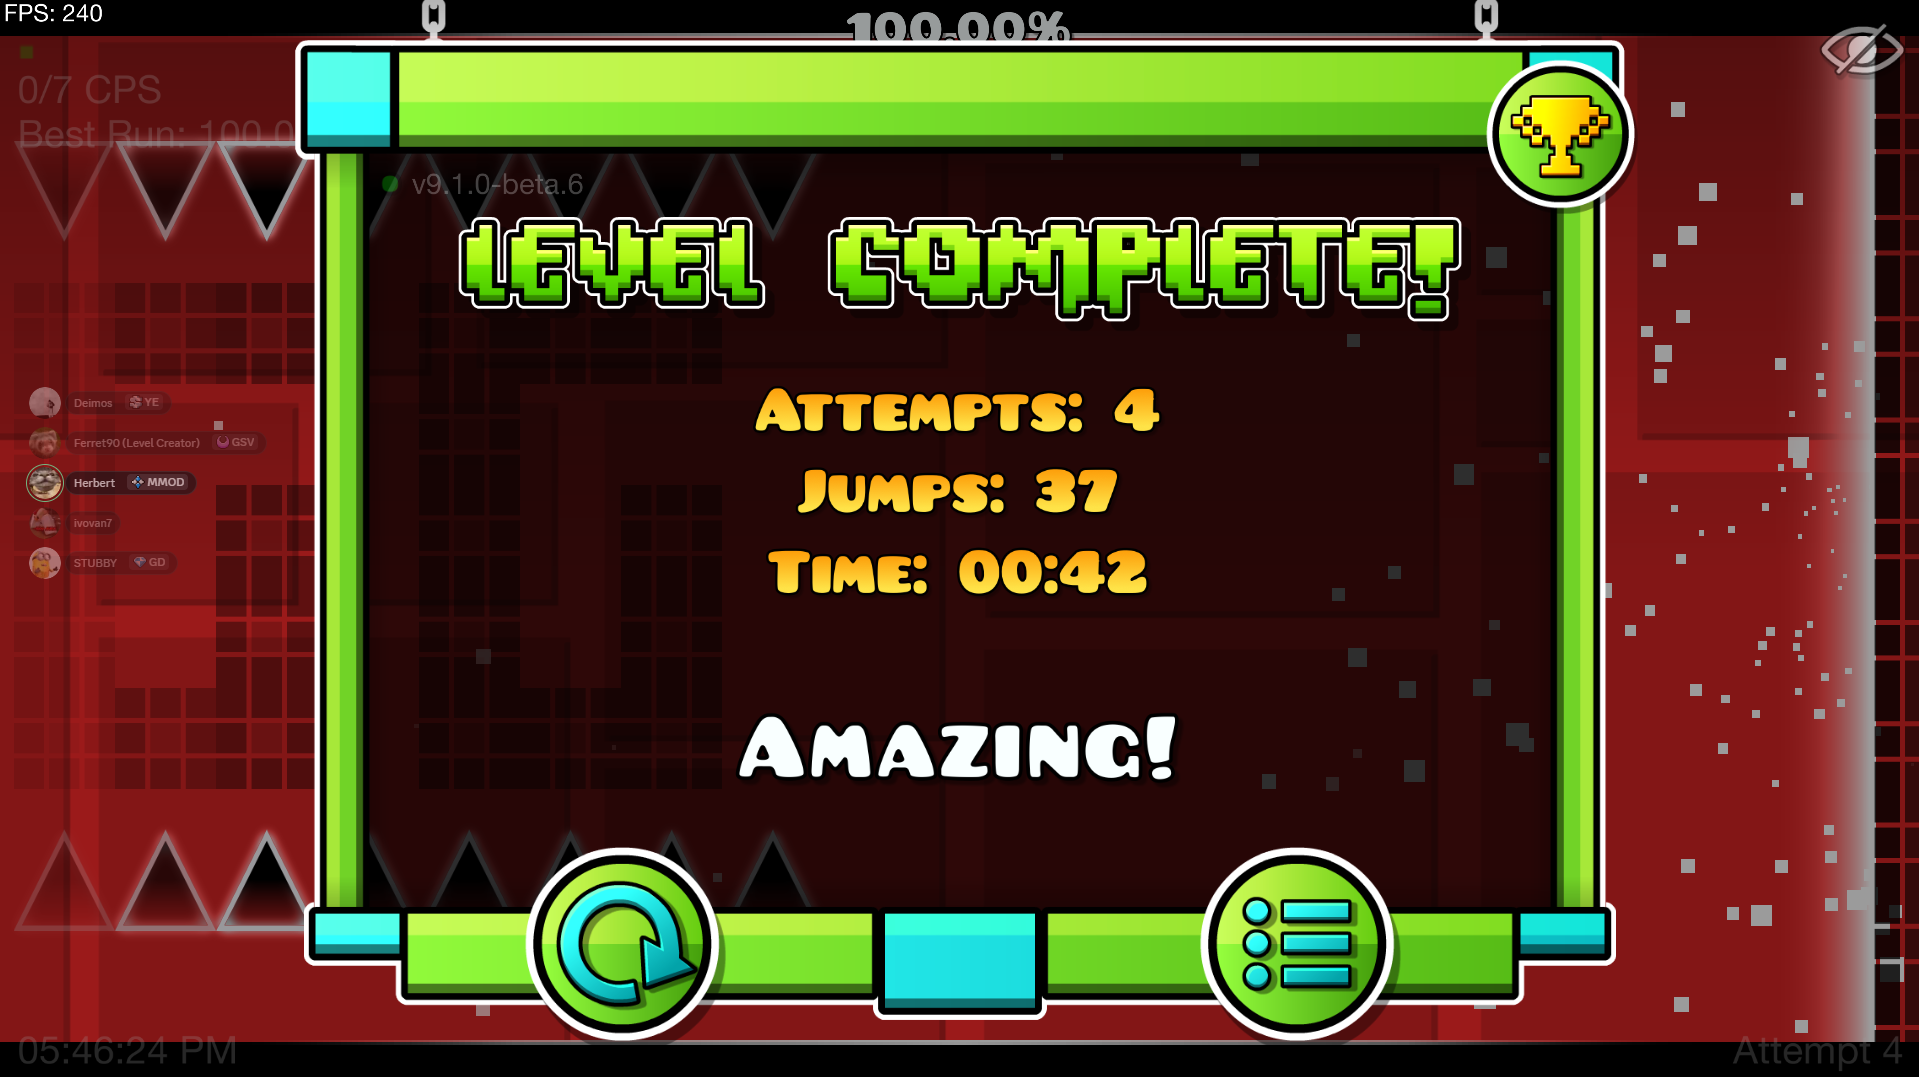 FPS: 240
100.00%
0/7 CPS
Best Run: 100.0
v9.1.0-beta.6
LEVEL COMPLETE!
ATTEMPTS: 4
JUMPS: 37
TIME: 00:42
Deimos YE
Ferret90 (Level Creator) GSV
Herbert MMOD
ivovan7
STUBBY GD
AMAZING!
05:46:24 PM
Attempt 4